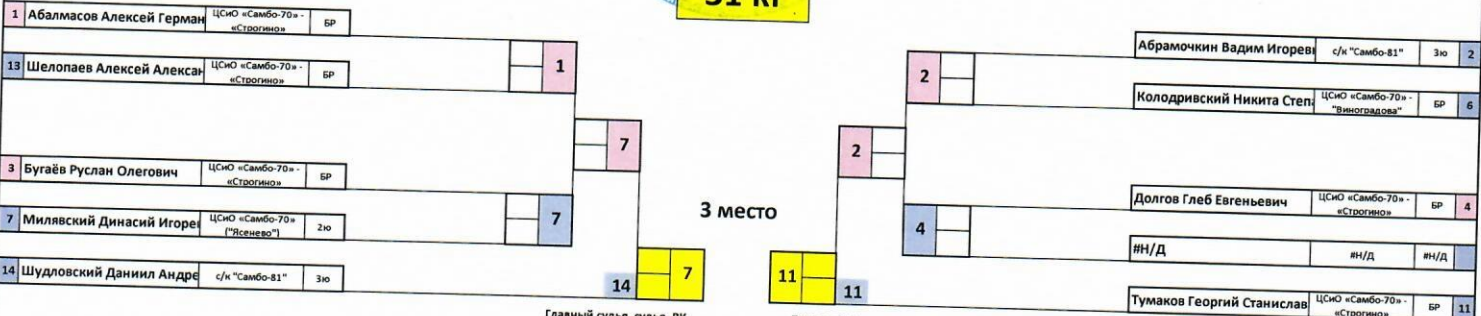 1 Абалмасов Алексей Герман ЦСиО «Самбо-70» - «Строгино» БР
13 Шелопаев Алексей Алексан ЦСиО «Самбо-70» - «Строгино» БР
1
7
3 Бугаёв Руслан Олегович ЦСиО «Самбо-70» - «Строгино» БР
7 Милявский Динасий Игоре ЦСиО «Самбо-70» ("Ясенево") 2ю
7
14 Шудловский Даниил Андре с/к "Самбо-81" 3ю
14
7
3 место
Абрамочкин Вадим Игорев с/к "Самбо-81" 3ю 2
Колодривский Никита Степ ЦСиО «Самбо-70» - "Виноградова" БР 6
2
2
Долгов Глеб Евгеньевич ЦСиО «Самбо-70» - «Строгино» БР 4
#Н/Д #Н/Д #Н/Д
4
11
11
Тумаков Георгий Станислав ЦСиО «Самбо-70» - «Строгино» БР 11